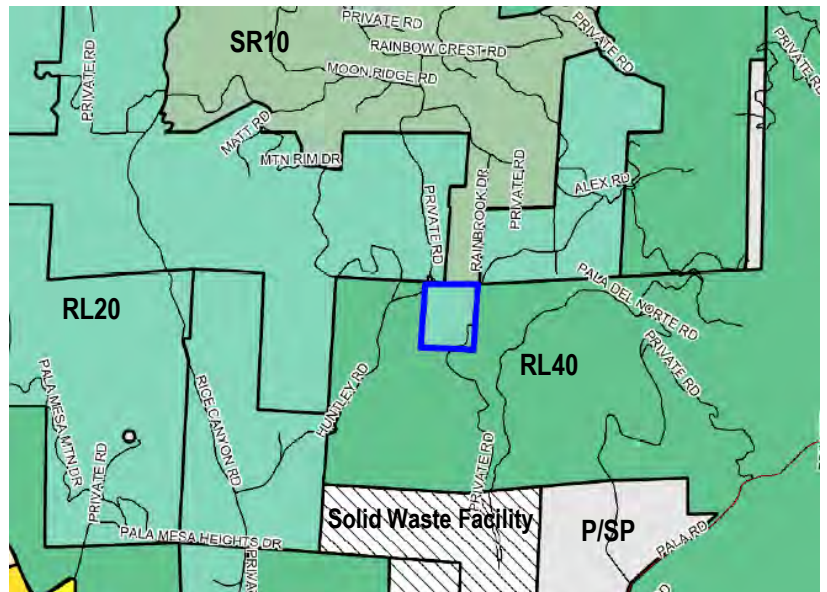 PRIVATE RD
SR10
RAINBOW CREST RD
PRIVATE RD
PRIVATE RD
PRIVATE RD
MOON RIDGE RD
MATT RD
MTN RIM DR
PRIVATE RD
ALEX RD
PRIVATE RD
RAINBROOK DR
PALA DEL NORTE RD
RL20
RL40
PRIVATE RD
HUNTLEY RD
RICE CANYON RD
PALA MESA MTN DR
PRIVATE RD
PRIVATE RD
Solid Waste Facility
P/SP
PALA RD
PALA MESA HEIGHTS DR